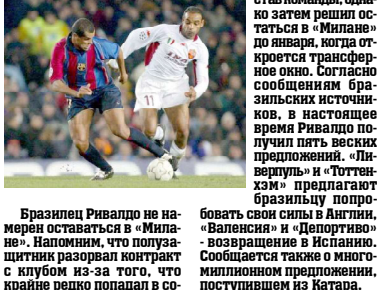 Бразилец Ривалдо не на-
мерен оставаться в «Мила-
не». Напомним, что полуза-
щитник разорвал контракт
с клубом из-за того, что
крайне редко попадал в со-
став команды, одна-
ко затем решил ос-
таться в «Милане»
до января, когда от-
кроется трансфер-
ное окно. Согласно
сообщениям бра-
зильских источни-
ков, в настоящее
время Ривалдо по-
лучил пять веских
предложений. «Ли-
верпуль» и «Тоттен-
хэм» предлагают
бразильцу попро-
бовать свои силы в Англии,
«Валенсия» и «Депортиво»
- возвращение в Испанию.
Сообщается также о много-
миллионном предложении,
поступившем из Катара.
11